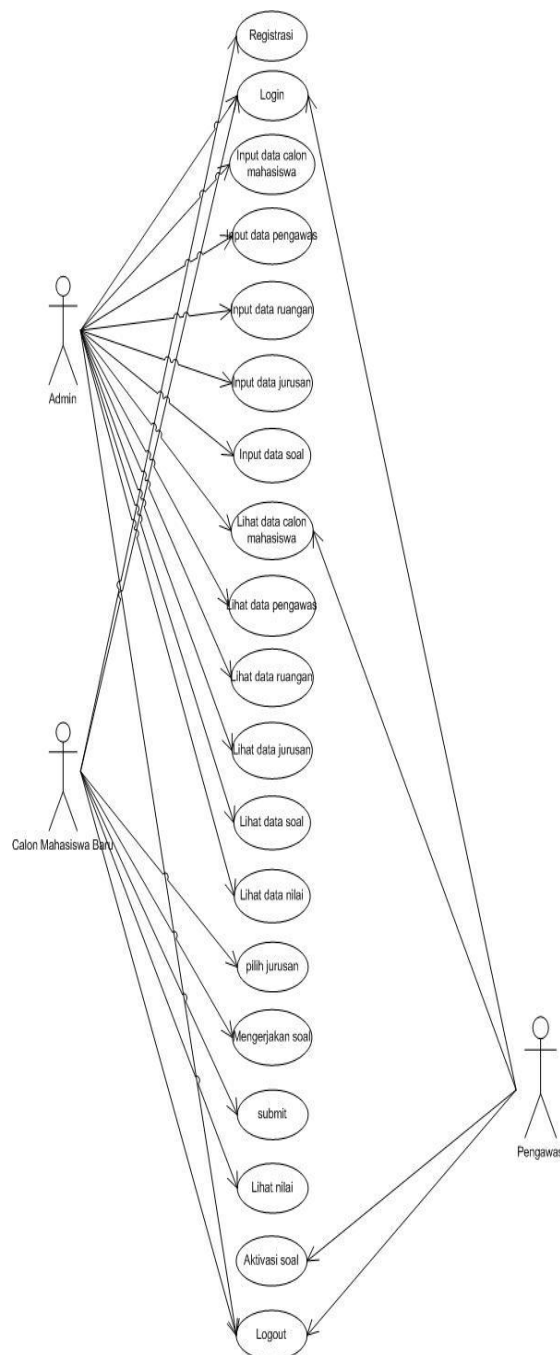 Registrasi
Login
Input data calon
mahasiswa
Input data pengawas
Input data ruangan
Admin
Input data jurusan
Input data soal
Lihat data calon
mahasiswa
Lihat data pengawas
Lihat data ruangan
Lihat data jurusan
Calon Mahasiswa Baru
Lihat data soal
Lihat data nilai
pilih jurusan
Mengerjakan soal
submit
Pengawas
Lihat nilai
Aktivasi soal
Logout